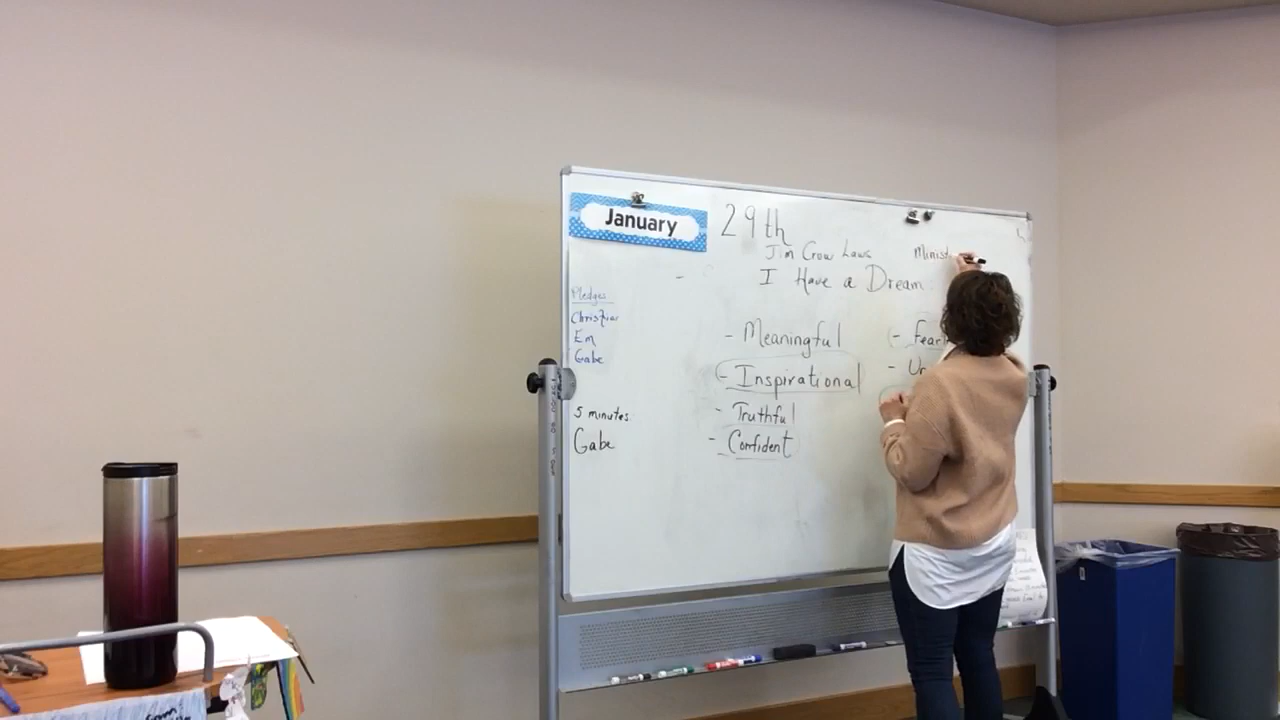 January 29th
Jim Crow Laws
I Have a Dream
Pledges
Christian
Em
Gabe
5 minutes
Gabe
- Meaningful
- Inspirational
- Truthful
- Confident